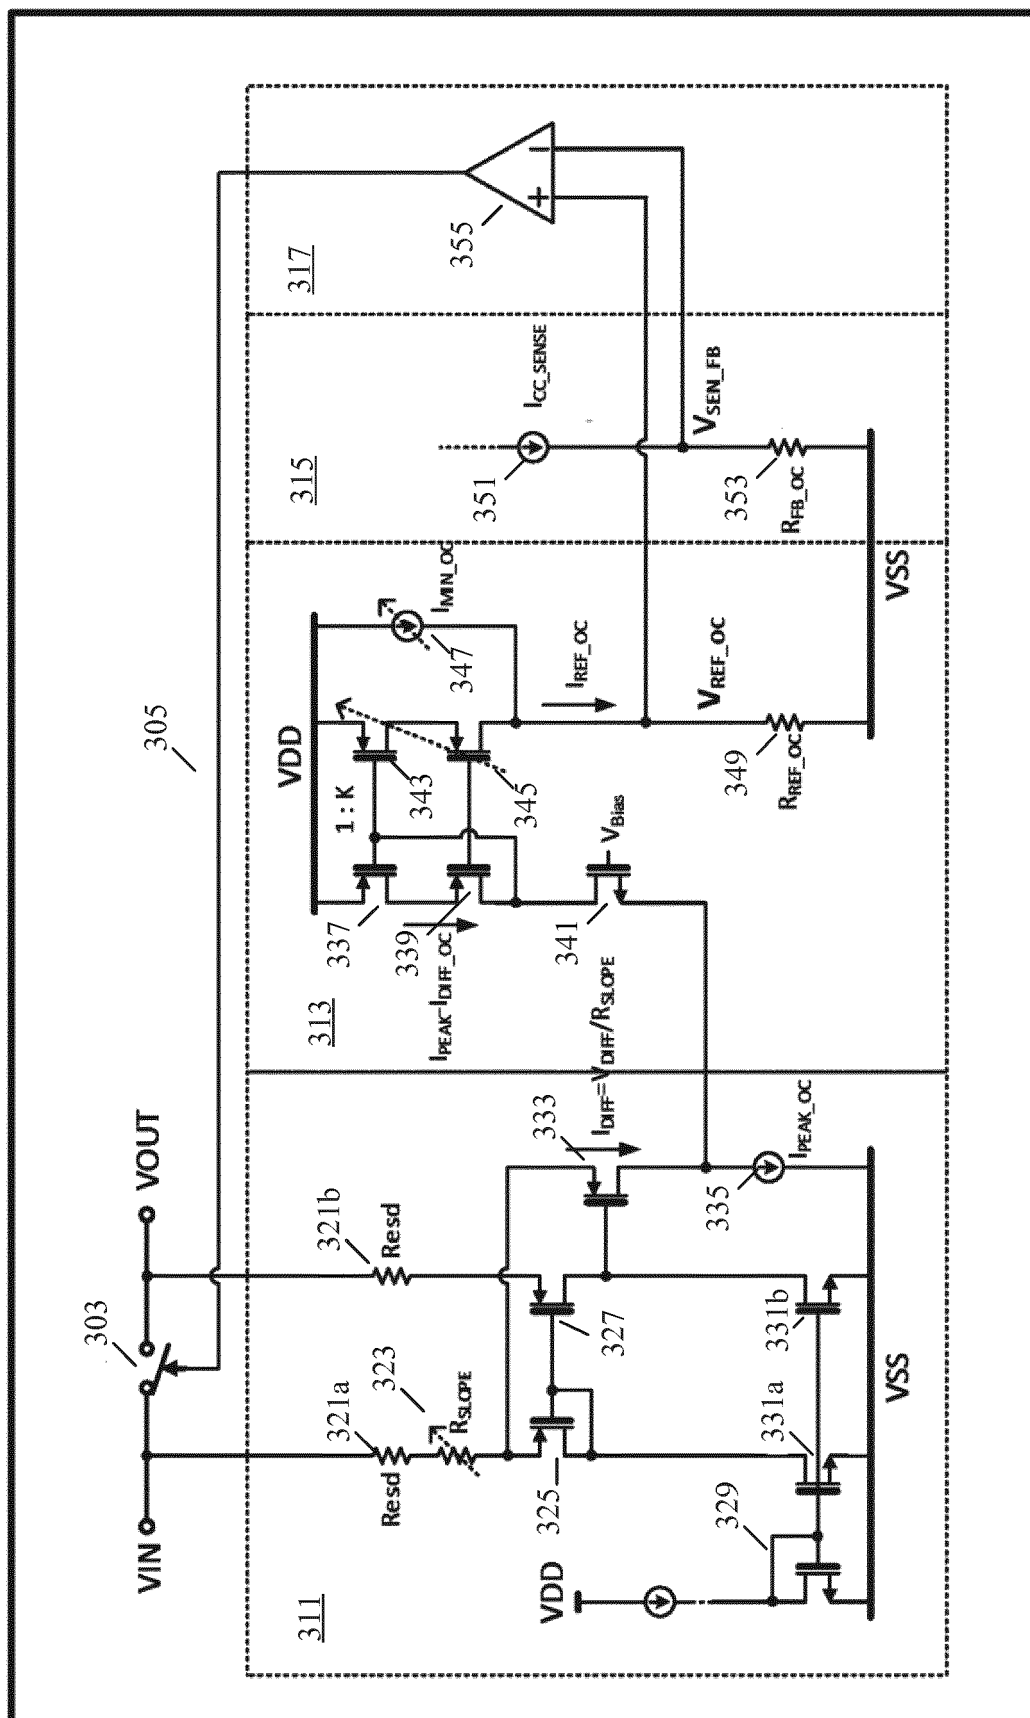 303
305
VIN
VOUT
311
321a
Resd
323
R_SLOPE
321b
Resd
325
327
333
I_DIFF=V_DIFF/R_SLOPE
VDD
329
331a
331b
335
I_PEAK_OC
VSS
313
VDD
1 : K
337
339
I_PEAK-I_DIFF_OC
341
V_Bias
343
345
347
I_MIN_OC
I_REF_OC
V_REF_OC
349
R_REF_OC
VSS
315
351
I_CC_SENSE
V_SEN_FB
353
R_FB_OC
317
355
+
−